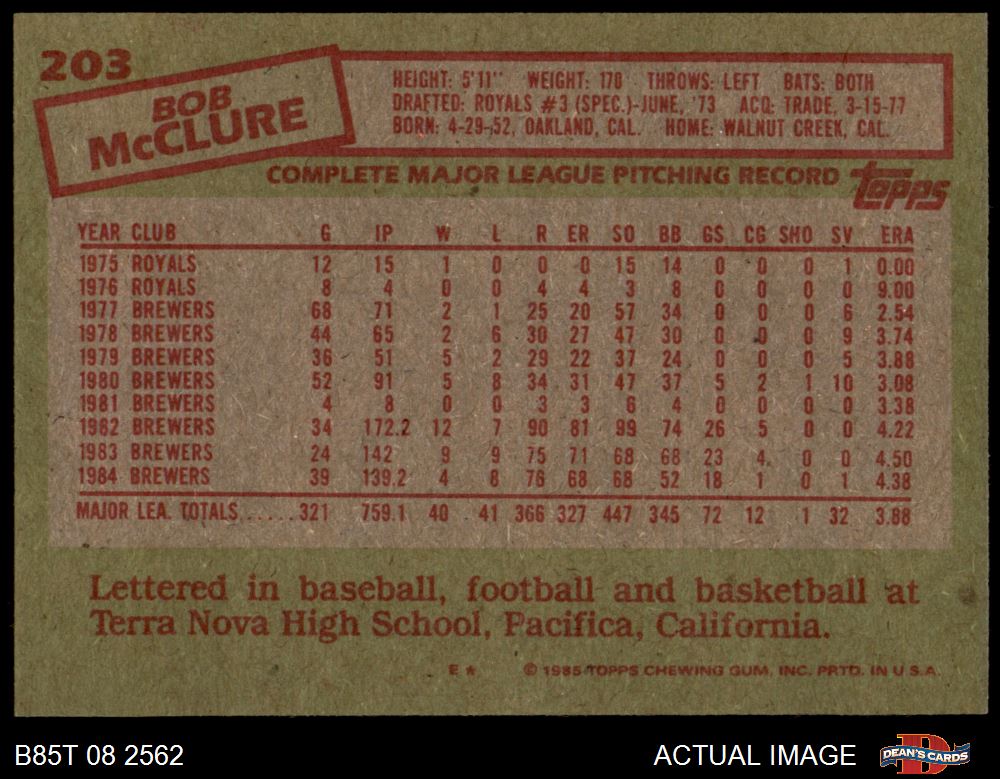 203
BOB
McCLURE
HEIGHT: 5'11" WEIGHT: 170 THROWS: LEFT BATS: BOTH
DRAFTED: ROYALS #3 (SPEC.)-JUNE, '73 ACQ: TRADE, 3-15-77
BORN: 4-29-52, OAKLAND, CAL. HOME: WALNUT CREEK, CAL.
COMPLETE MAJOR LEAGUE PITCHING RECORD
topps
YEAR CLUB G IP W L R ER SO BB GS CG SHO SV ERA
1975 ROYALS 12 15 1 0 0 0 15 14 0 0 0 1 0.00
1976 ROYALS 8 4 0 0 4 4 3 8 0 0 0 0 9.00
1977 BREWERS 68 71 2 1 25 20 57 34 0 0 0 6 2.54
1978 BREWERS 44 65 2 6 30 27 47 30 0 0 0 9 3.74
1979 BREWERS 36 51 5 2 29 22 37 24 0 0 0 5 3.88
1980 BREWERS 52 91 5 8 34 31 47 37 5 2 1 10 3.08
1981 BREWERS 4 8 0 0 3 3 6 4 0 0 0 0 3.38
1982 BREWERS 34 172.2 12 7 90 81 99 74 26 5 0 0 4.22
1983 BREWERS 24 142 9 9 75 71 68 68 23 4 0 0 4.50
1984 BREWERS 39 139.2 4 8 76 68 68 52 18 1 0 1 4.38
MAJOR LEA. TOTALS...... 321 759.1 40 41 366 327 447 345 72 12 1 32 3.88
Lettered in baseball, football and basketball at
Terra Nova High School, Pacifica, California.
E * © 1985 TOPPS CHEWING GUM, INC. PRTD. IN U.S.A.
B85T 08 2562 ACTUAL IMAGE DEAN'S CARDS